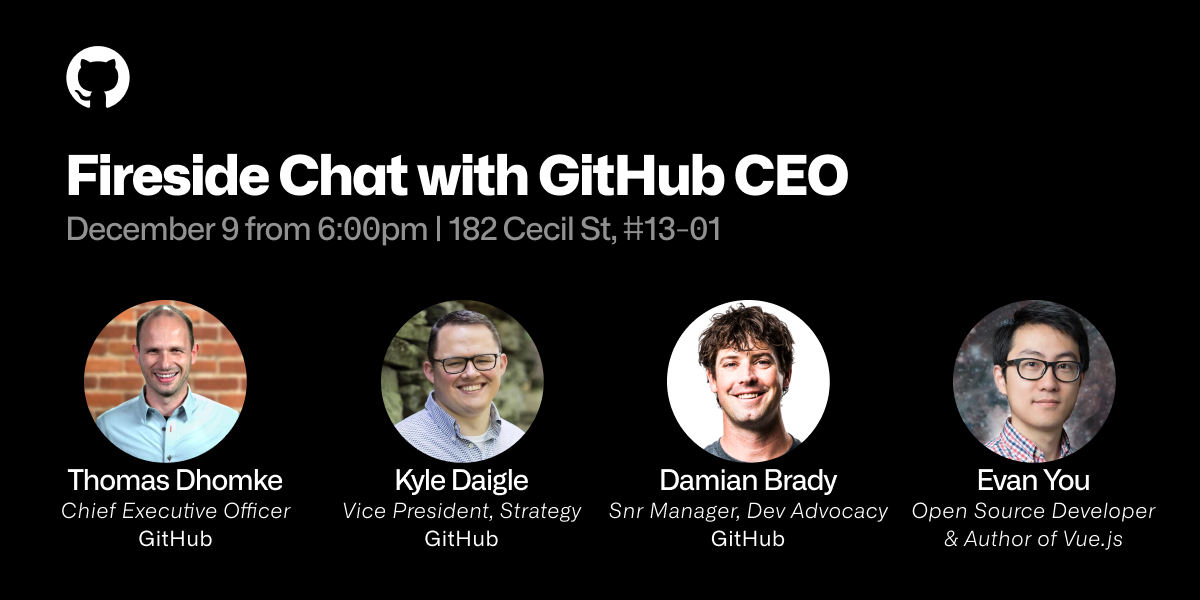 Fireside Chat with GitHub CEO
December 9 from 6:00pm | 182 Cecil St, #13-01
Thomas Dhomke
Chief Executive Officer
GitHub
Kyle Daigle
Vice President, Strategy
GitHub
Damian Brady
Snr Manager, Dev Advocacy
GitHub
Evan You
Open Source Developer
& Author of Vue.js